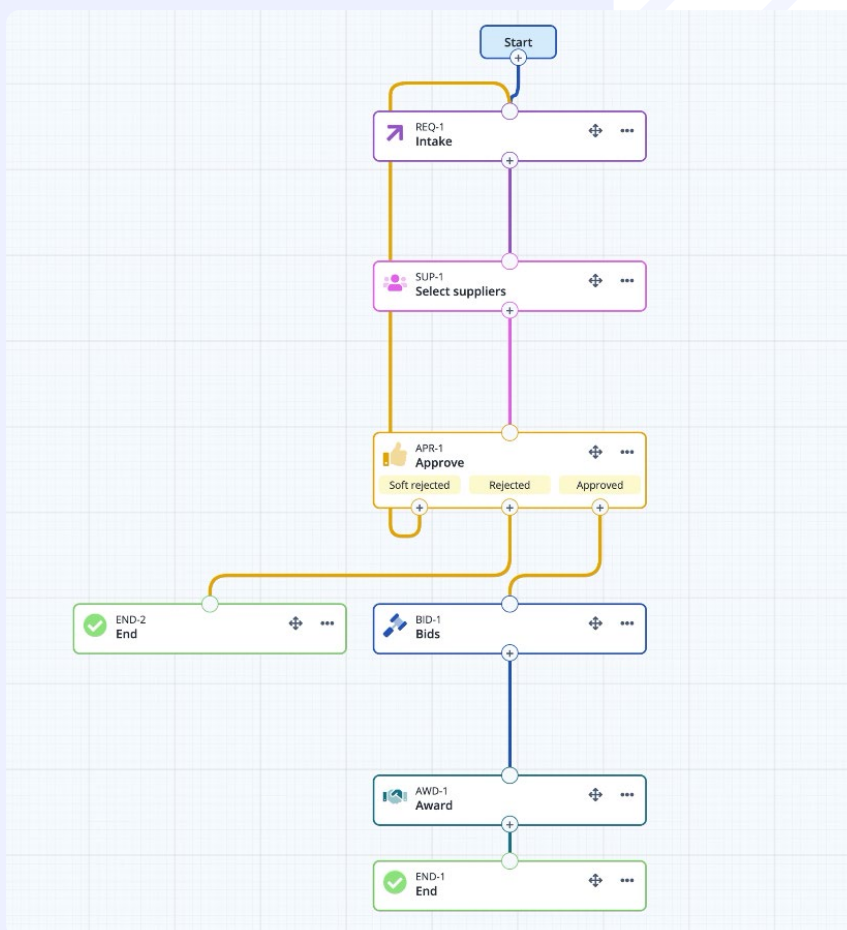 Start
REQ-1
Intake
SUP-1
Select suppliers
APR-1
Approve
Soft rejected
Rejected
Approved
END-2
End
BID-1
Bids
AWD-1
Award
END-1
End